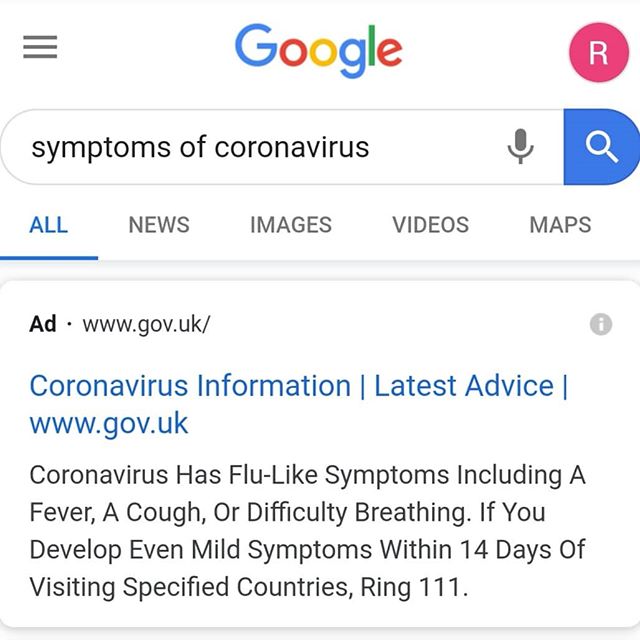 Google
R
symptoms of coronavirus
ALL NEWS IMAGES VIDEOS MAPS
Ad · www.gov.uk/
Coronavirus Information | Latest Advice |
www.gov.uk
Coronavirus Has Flu-Like Symptoms Including A
Fever, A Cough, Or Difficulty Breathing. If You
Develop Even Mild Symptoms Within 14 Days Of
Visiting Specified Countries, Ring 111.